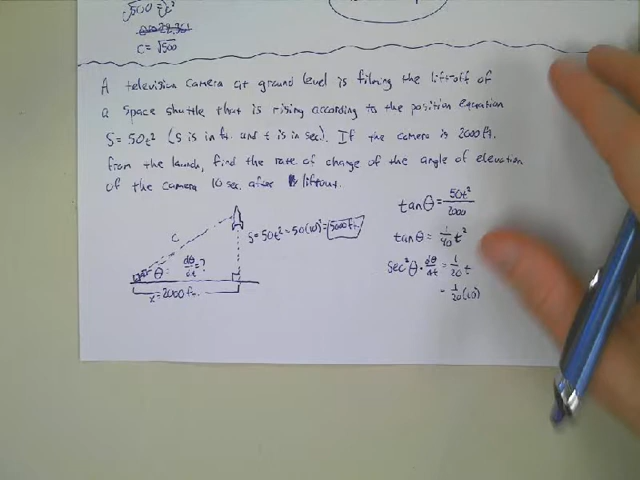 √500 = c²
C = √500
A television camera at ground level is filming the lift-off of
a space shuttle that is rising according to the position equation
S = 50t² (S is in ft. and t is in sec). If the camera is 2000 ft.
from the launch, find the rate of change of the angle of elevation
of the camera 10 sec. after liftout.
tanθ = 50t²/2000
C
S = 50t² = 50(10)² = 5000 ft.
tanθ = 1/40 t²
θ dθ/dt = ?
sec²θ · dθ/dt = 1/20 t
x = 2000 ft.
= 1/20 (10)